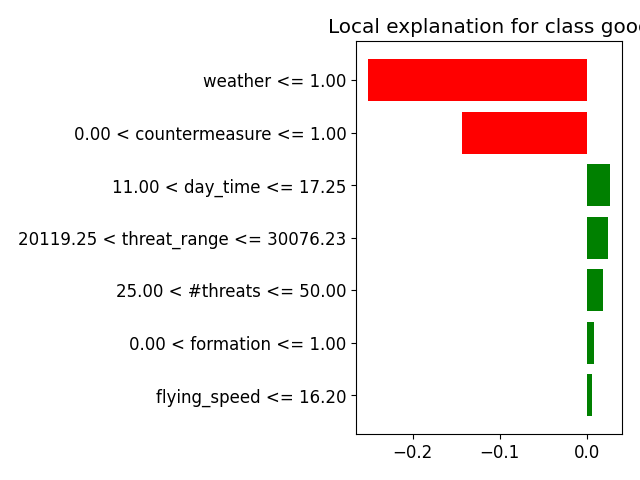 Local explanation for class goo
weather <= 1.00
0.00 < countermeasure <= 1.00
11.00 < day_time <= 17.25
20119.25 < threat_range <= 30076.23
25.00 < #threats <= 50.00
0.00 < formation <= 1.00
flying_speed <= 16.20
−0.2 −0.1 0.0